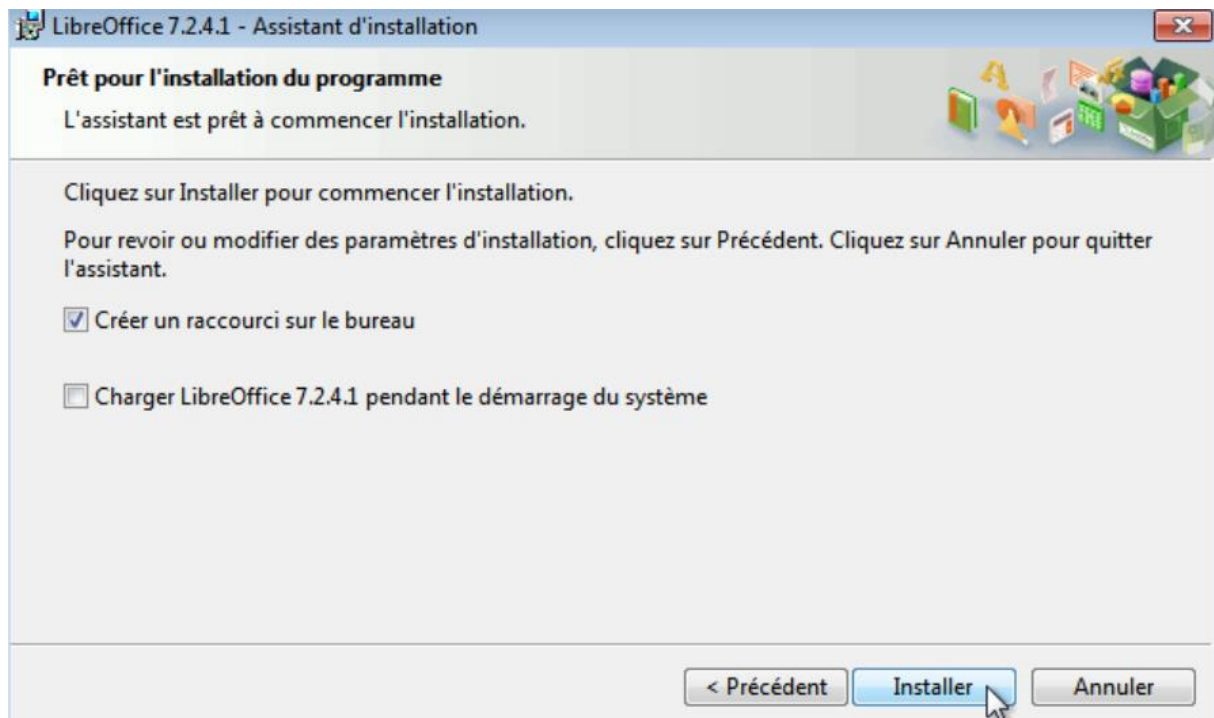 LibreOffice 7.2.4.1 - Assistant d'installation
Prêt pour l'installation du programme
L'assistant est prêt à commencer l'installation.
Cliquez sur Installer pour commencer l'installation.
Pour revoir ou modifier des paramètres d'installation, cliquez sur Précédent. Cliquez sur Annuler pour quitter
l'assistant.
Créer un raccourci sur le bureau
Charger LibreOffice 7.2.4.1 pendant le démarrage du système
< Précédent
Installer
Annuler